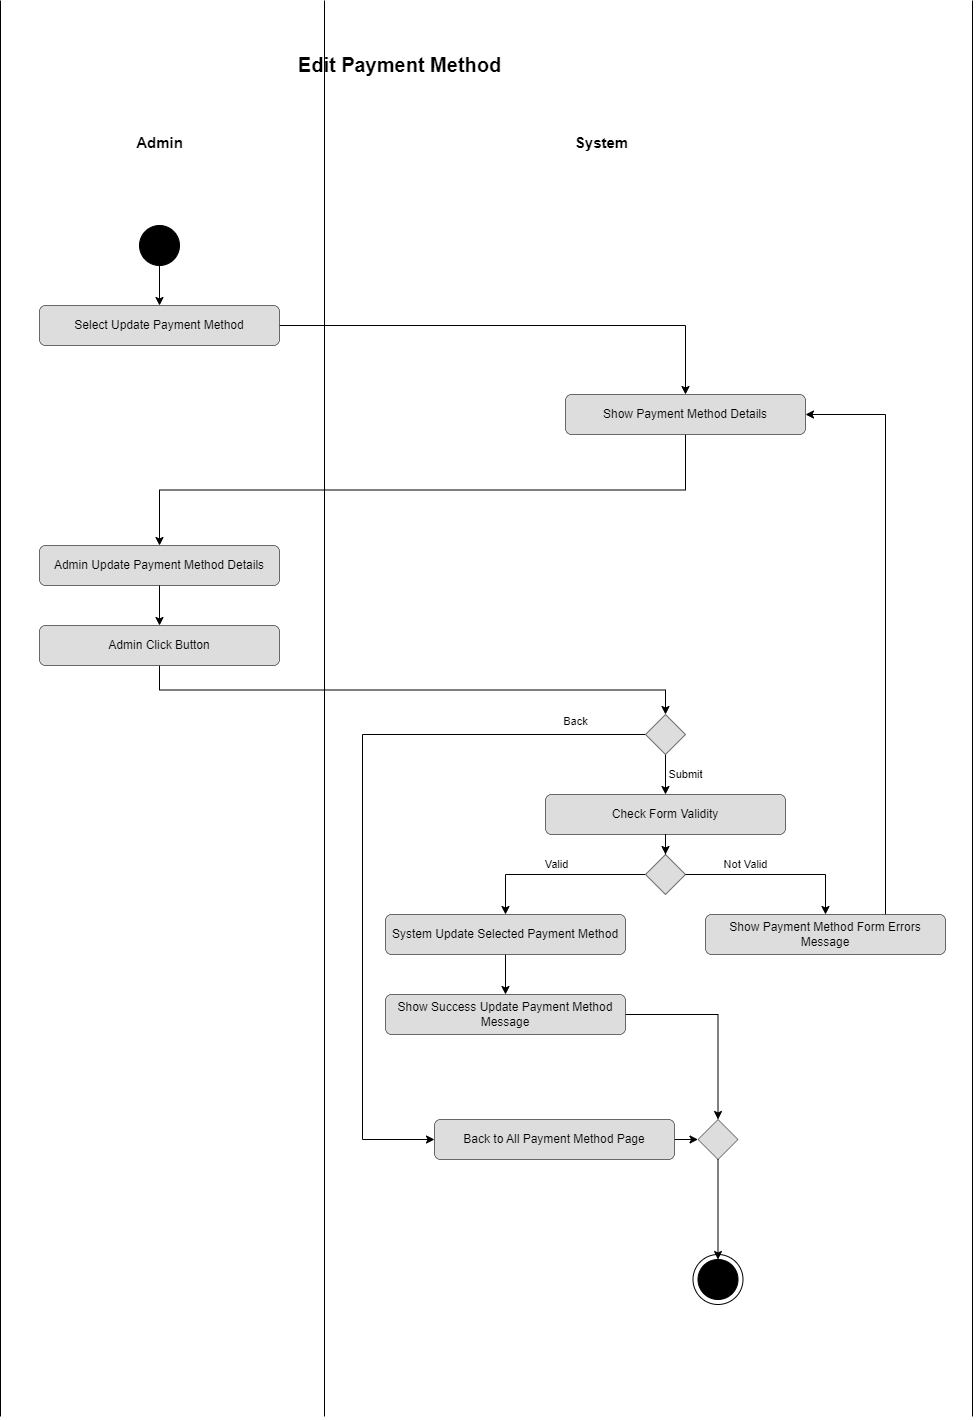 Edit Payment Method
Admin
System
Select Update Payment Method
Show Payment Method Details
Admin Update Payment Method Details
Admin Click Button
Back
Submit
Check Form Validity
Valid
Not Valid
System Update Selected Payment Method
Show Payment Method Form Errors
Message
Show Success Update Payment Method
Message
Back to All Payment Method Page